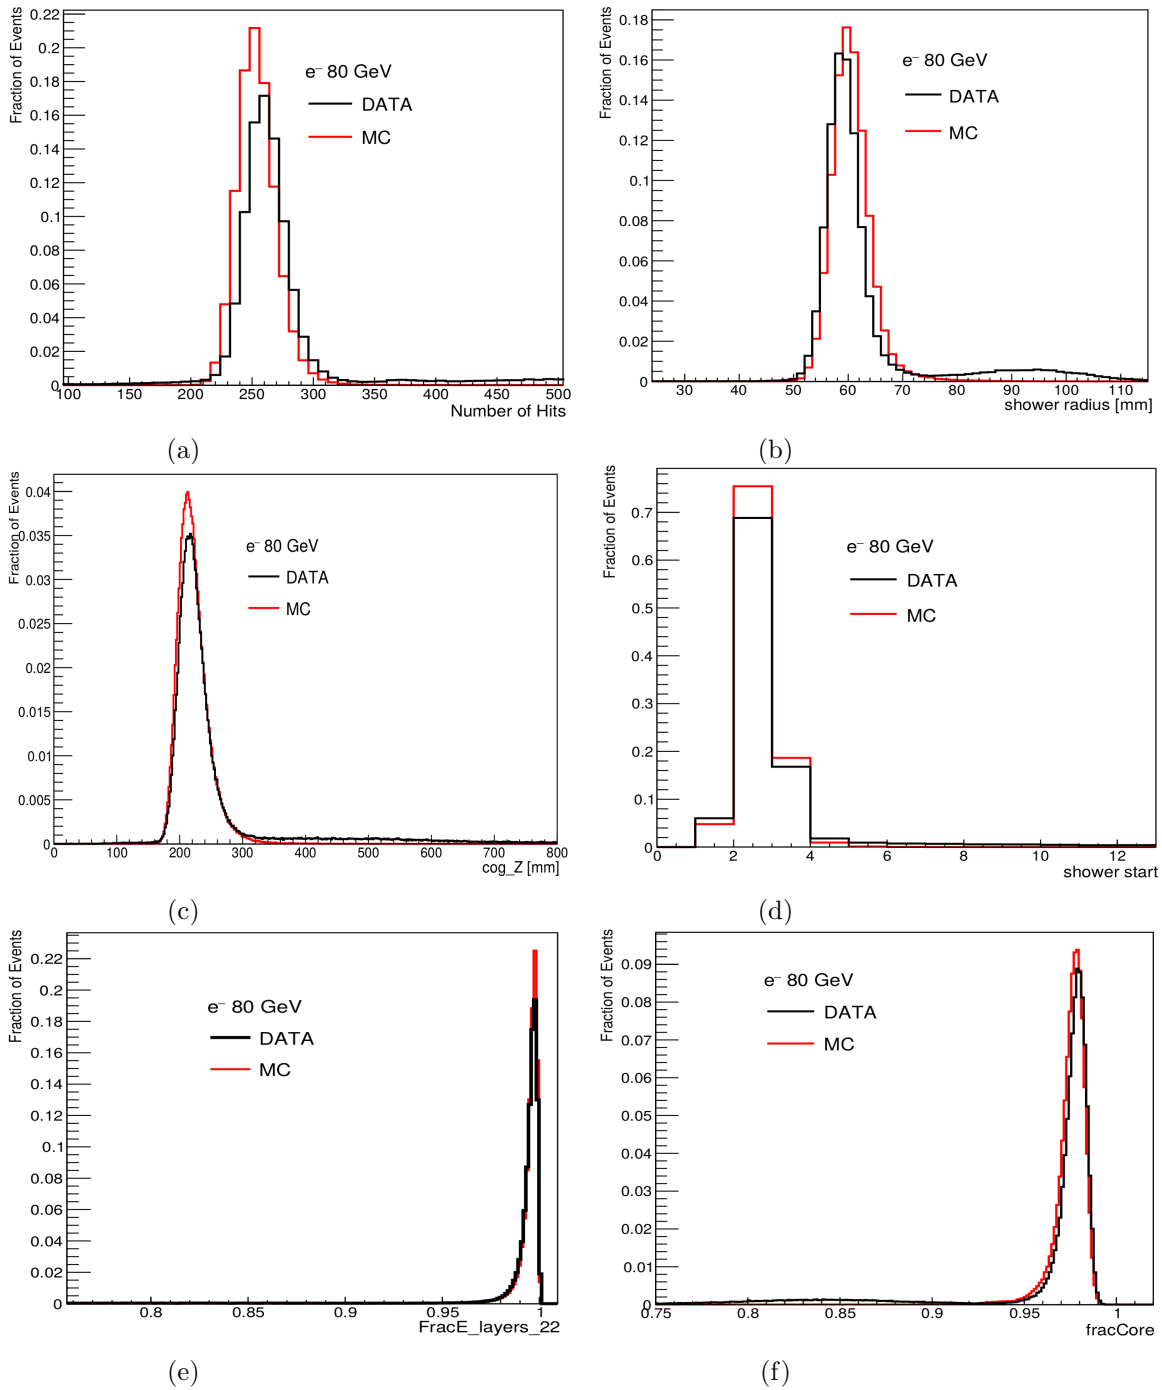 Fraction of Events
0.22
0.2
0.18
0.16
0.14
0.12
0.1
0.08
0.06
0.04
0.02
0
e⁻ 80 GeV
DATA
MC
100 150 200 250 300 350 400 450 500
Number of Hits
(a)
Fraction of Events
0.18
0.16
0.14
0.12
0.1
0.08
0.06
0.04
0.02
0
e⁻ 80 GeV
DATA
MC
30 40 50 60 70 80 90 100 110
shower radius [mm]
(b)
Fraction of Events
0.04
0.035
0.03
0.025
0.02
0.015
0.01
0.005
0
e⁻ 80 GeV
DATA
MC
0 100 200 300 400 500 600 700 800
cog_Z [mm]
(c)
Fraction of Events
0.7
0.6
0.5
0.4
0.3
0.2
0.1
0
e⁻ 80 GeV
DATA
MC
0 2 4 6 8 10 12
shower start
(d)
Fraction of Events
0.22
0.2
0.18
0.16
0.14
0.12
0.1
0.08
0.06
0.04
0.02
0
e⁻ 80 GeV
DATA
MC
0.8 0.85 0.9 0.95 1
FracE_layers_22
(e)
Fraction of Events
0.09
0.08
0.07
0.06
0.05
0.04
0.03
0.02
0.01
0
e⁻ 80 GeV
DATA
MC
0.75 0.8 0.85 0.9 0.95 1
fracCore
(f)